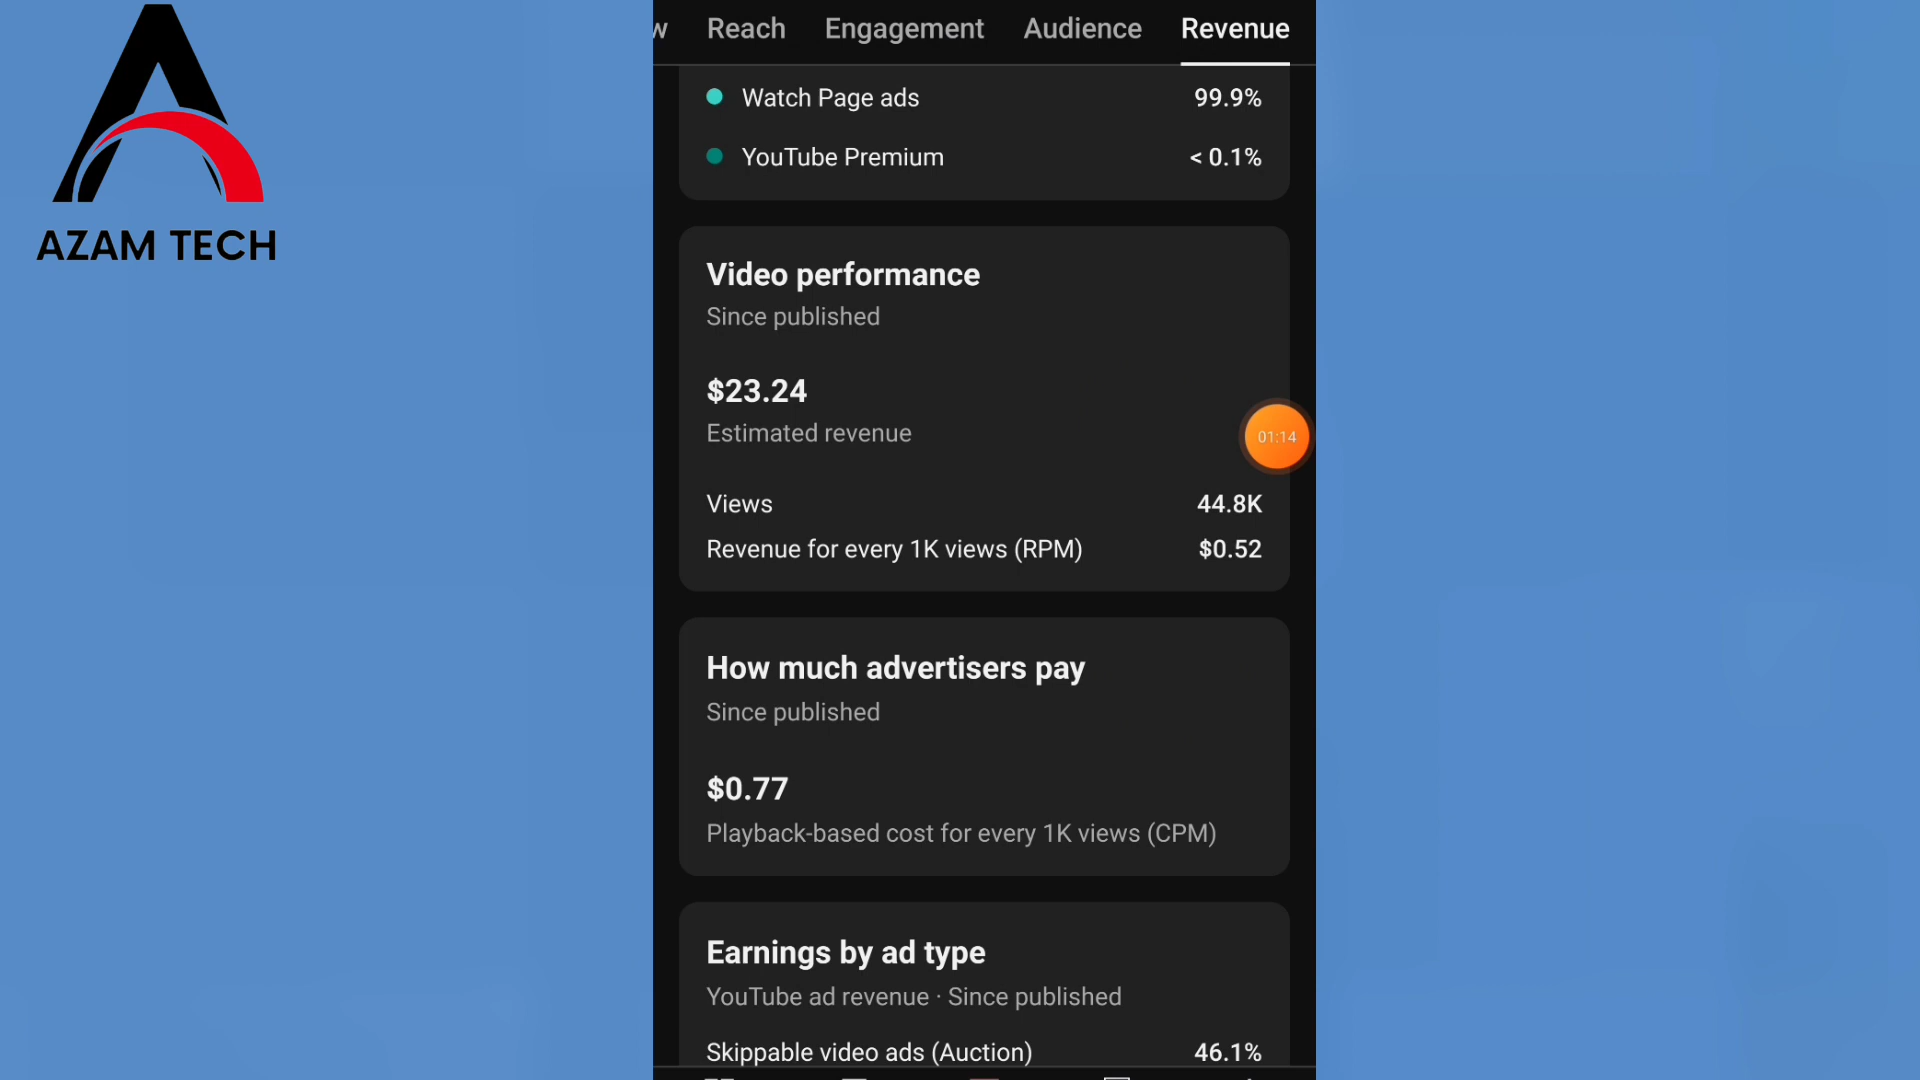 AZAM TECH
w Reach Engagement Audience Revenue
Watch Page ads 99.9%
YouTube Premium < 0.1%
Video performance
Since published
$23.24
Estimated revenue
01:14
Views 44.8K
Revenue for every 1K views (RPM) $0.52
How much advertisers pay
Since published
$0.77
Playback-based cost for every 1K views (CPM)
Earnings by ad type
YouTube ad revenue · Since published
Skippable video ads (Auction) 46.1%